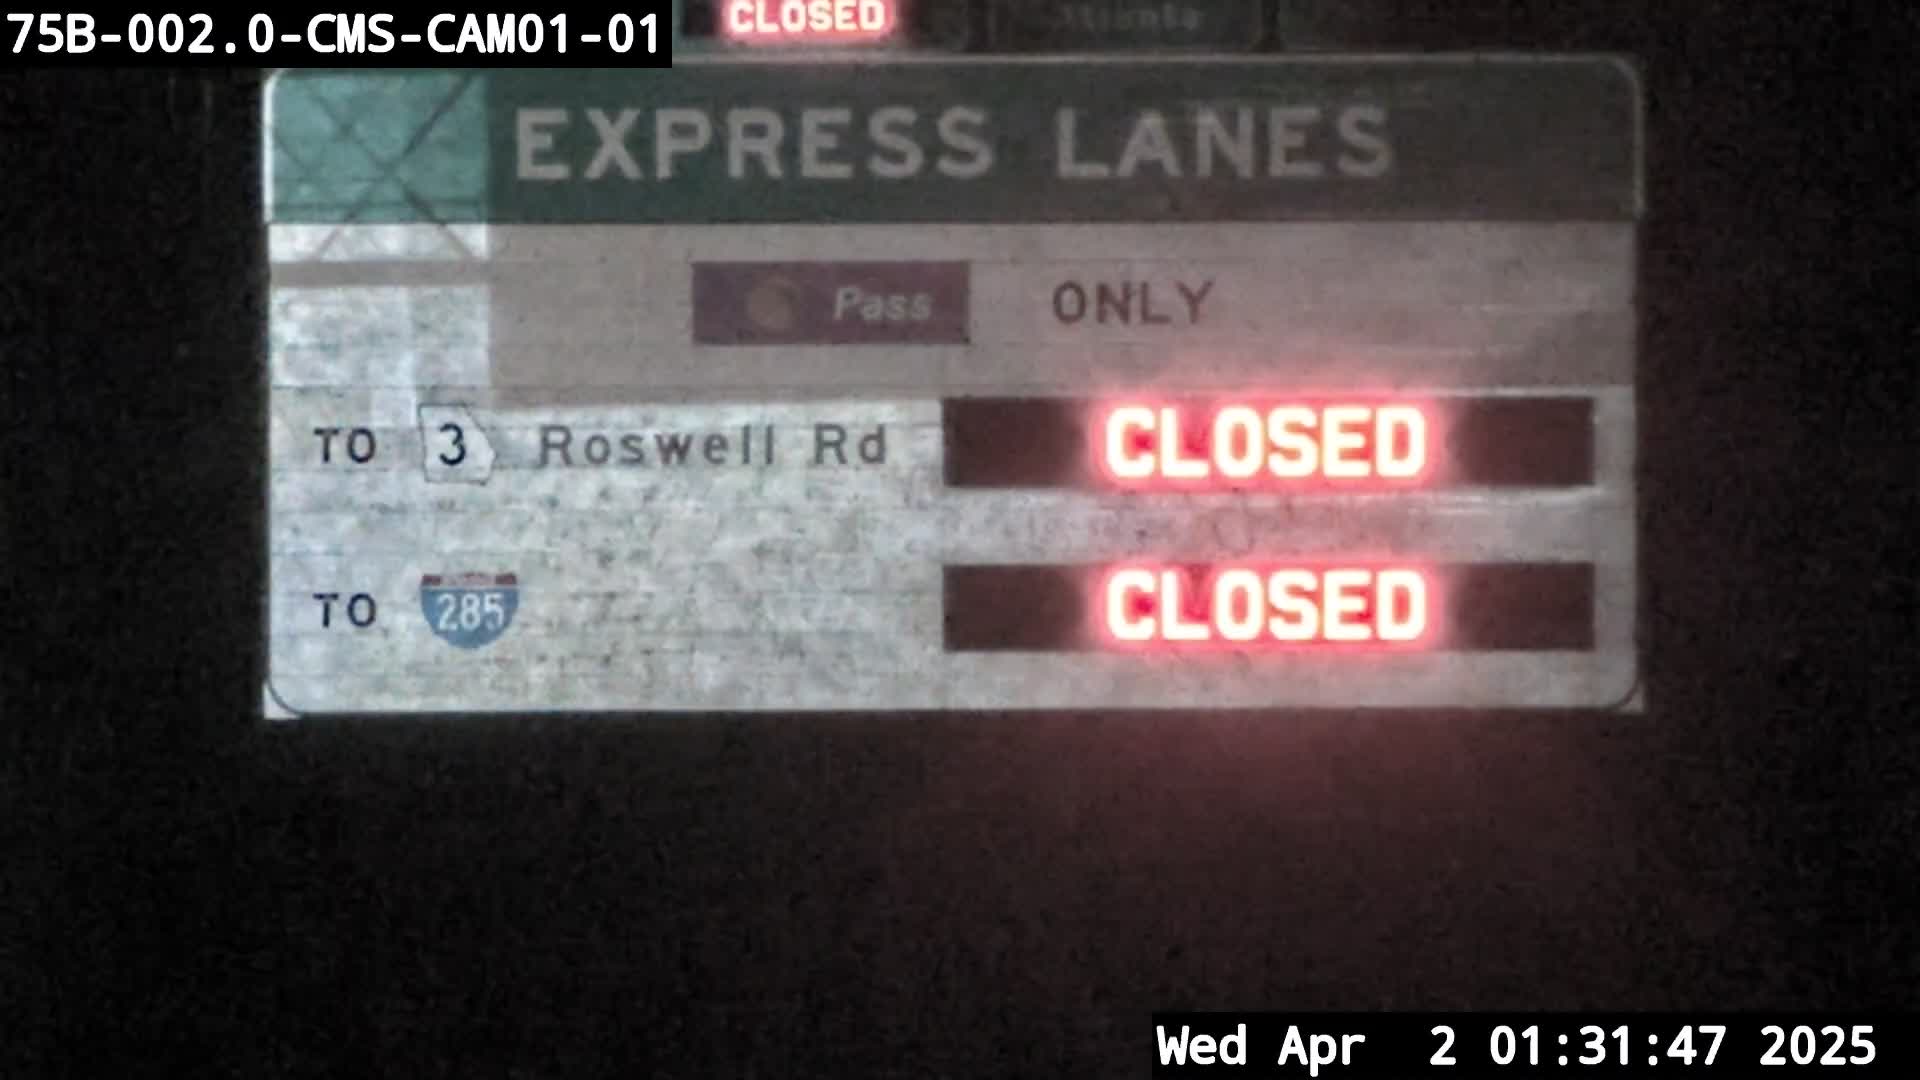 75B-002.0-CMS-CAM01-01
CLOSED
Atlanta
EXPRESS LANES
Pass ONLY
TO 3 Roswell Rd CLOSED
TO 285 CLOSED
Wed Apr 2 01:31:47 2025